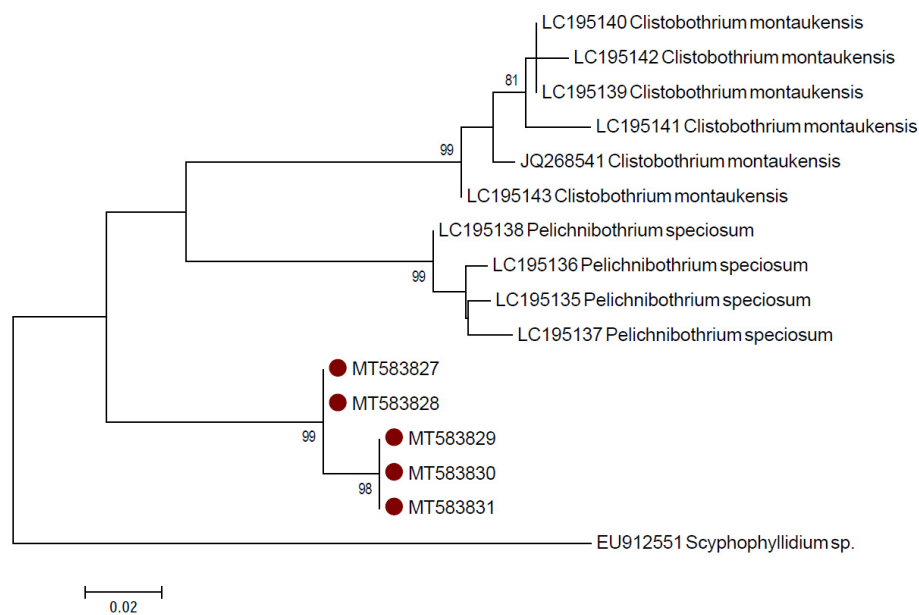 LC195140 Clistobothrium montaukensis
LC195142 Clistobothrium montaukensis
81
LC195139 Clistobothrium montaukensis
LC195141 Clistobothrium montaukensis
99
JQ268541 Clistobothrium montaukensis
LC195143 Clistobothrium montaukensis
LC195138 Pelichnibothrium speciosum
LC195136 Pelichnibothrium speciosum
99
LC195135 Pelichnibothrium speciosum
LC195137 Pelichnibothrium speciosum
MT583827
MT583828
99
MT583829
MT583830
98
MT583831
EU912551 Scyphophyllidium sp.
0.02